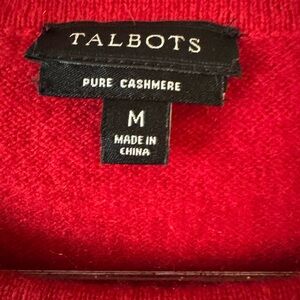 TALBOTS
PURE CASHMERE
M
MADE IN
CHINA